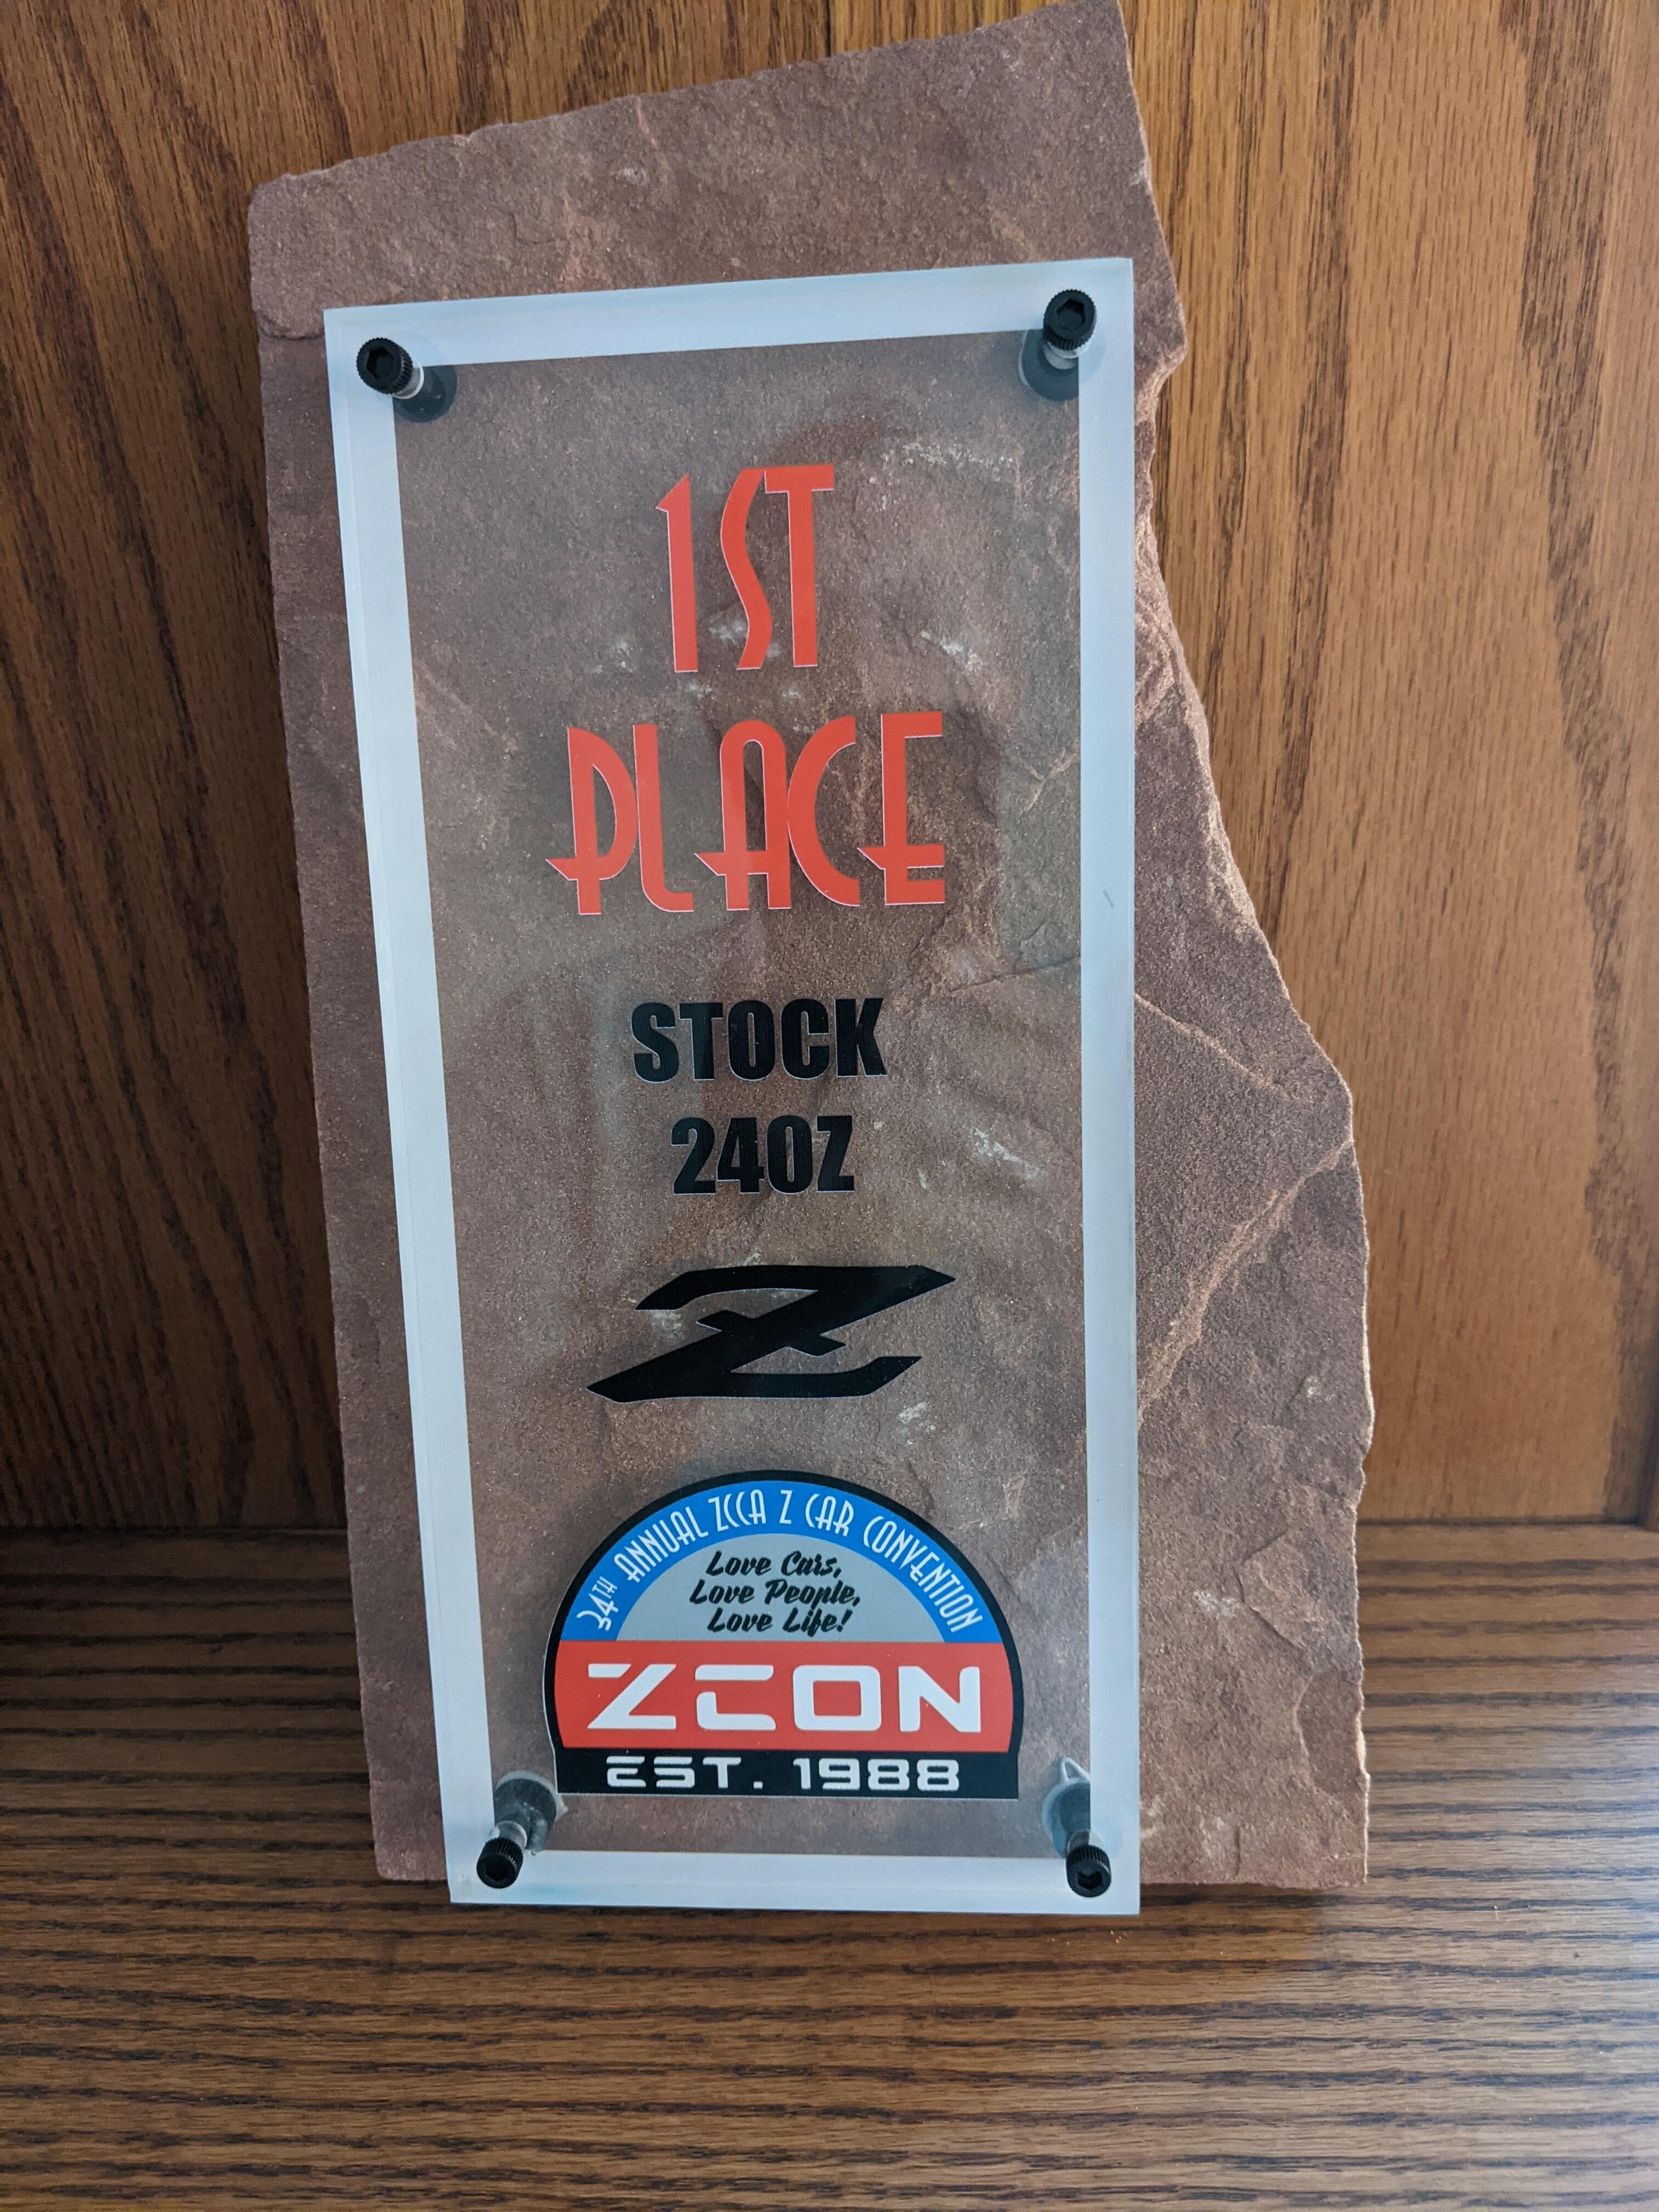 1ST
PLACE
STOCK
240Z
Z
34TH ANNUAL ZCCA Z CAR CONVENTION
Love Cars,
Love People,
Love Life!
ZCON
EST. 1988